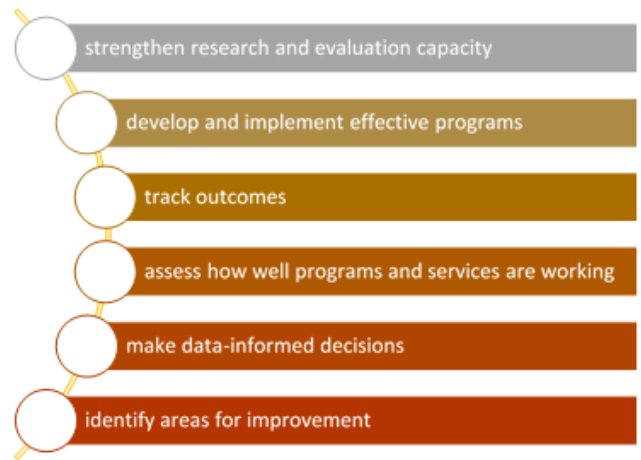 strengthen research and evaluation capacity
develop and implement effective programs
track outcomes
assess how well programs and services are working
make data-informed decisions
identify areas for improvement